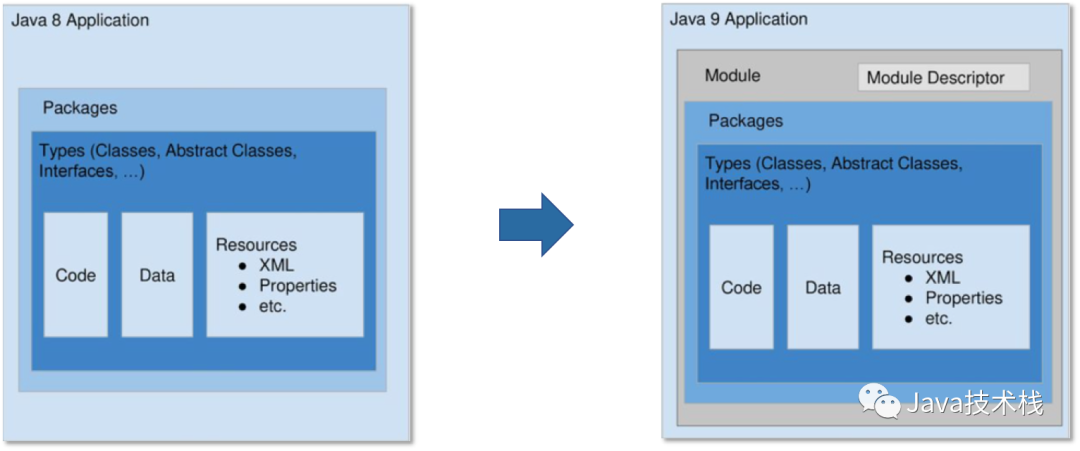 Java 8 Application
Packages
Types (Classes, Abstract Classes,
Interfaces, ...)
Code
Data
Resources
● XML
● Properties
● etc.
Java 9 Application
Module
Module Descriptor
Packages
Types (Classes, Abstract Classes,
Interfaces, ...)
Code
Data
Resources
● XML
● Properties
● etc.
Java技术栈